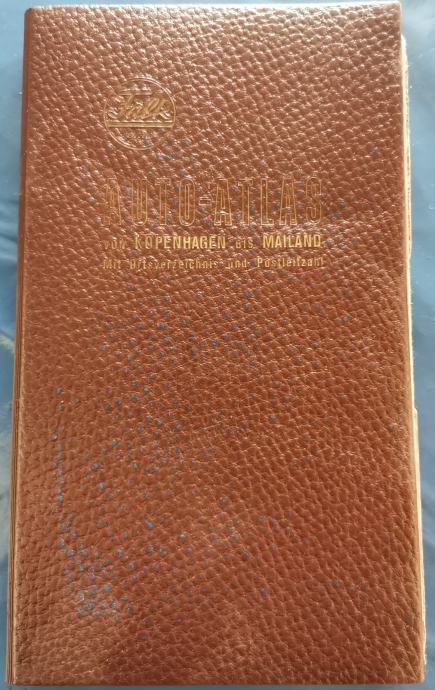 Falk
AUTO-ATLAS
VON KOPENHAGEN BIS MAILAND
Mit Ortsverzeichnis und Postleitzahl